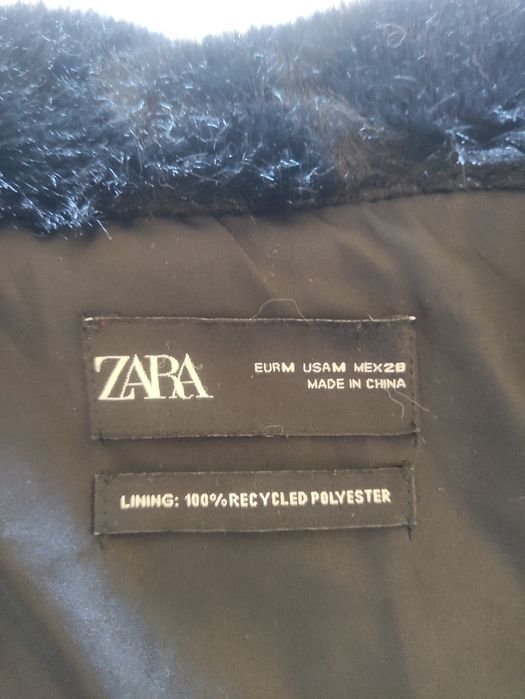 ZARA
EUR M USA M MEX 28
MADE IN CHINA
LINING: 100% RECYCLED POLYESTER